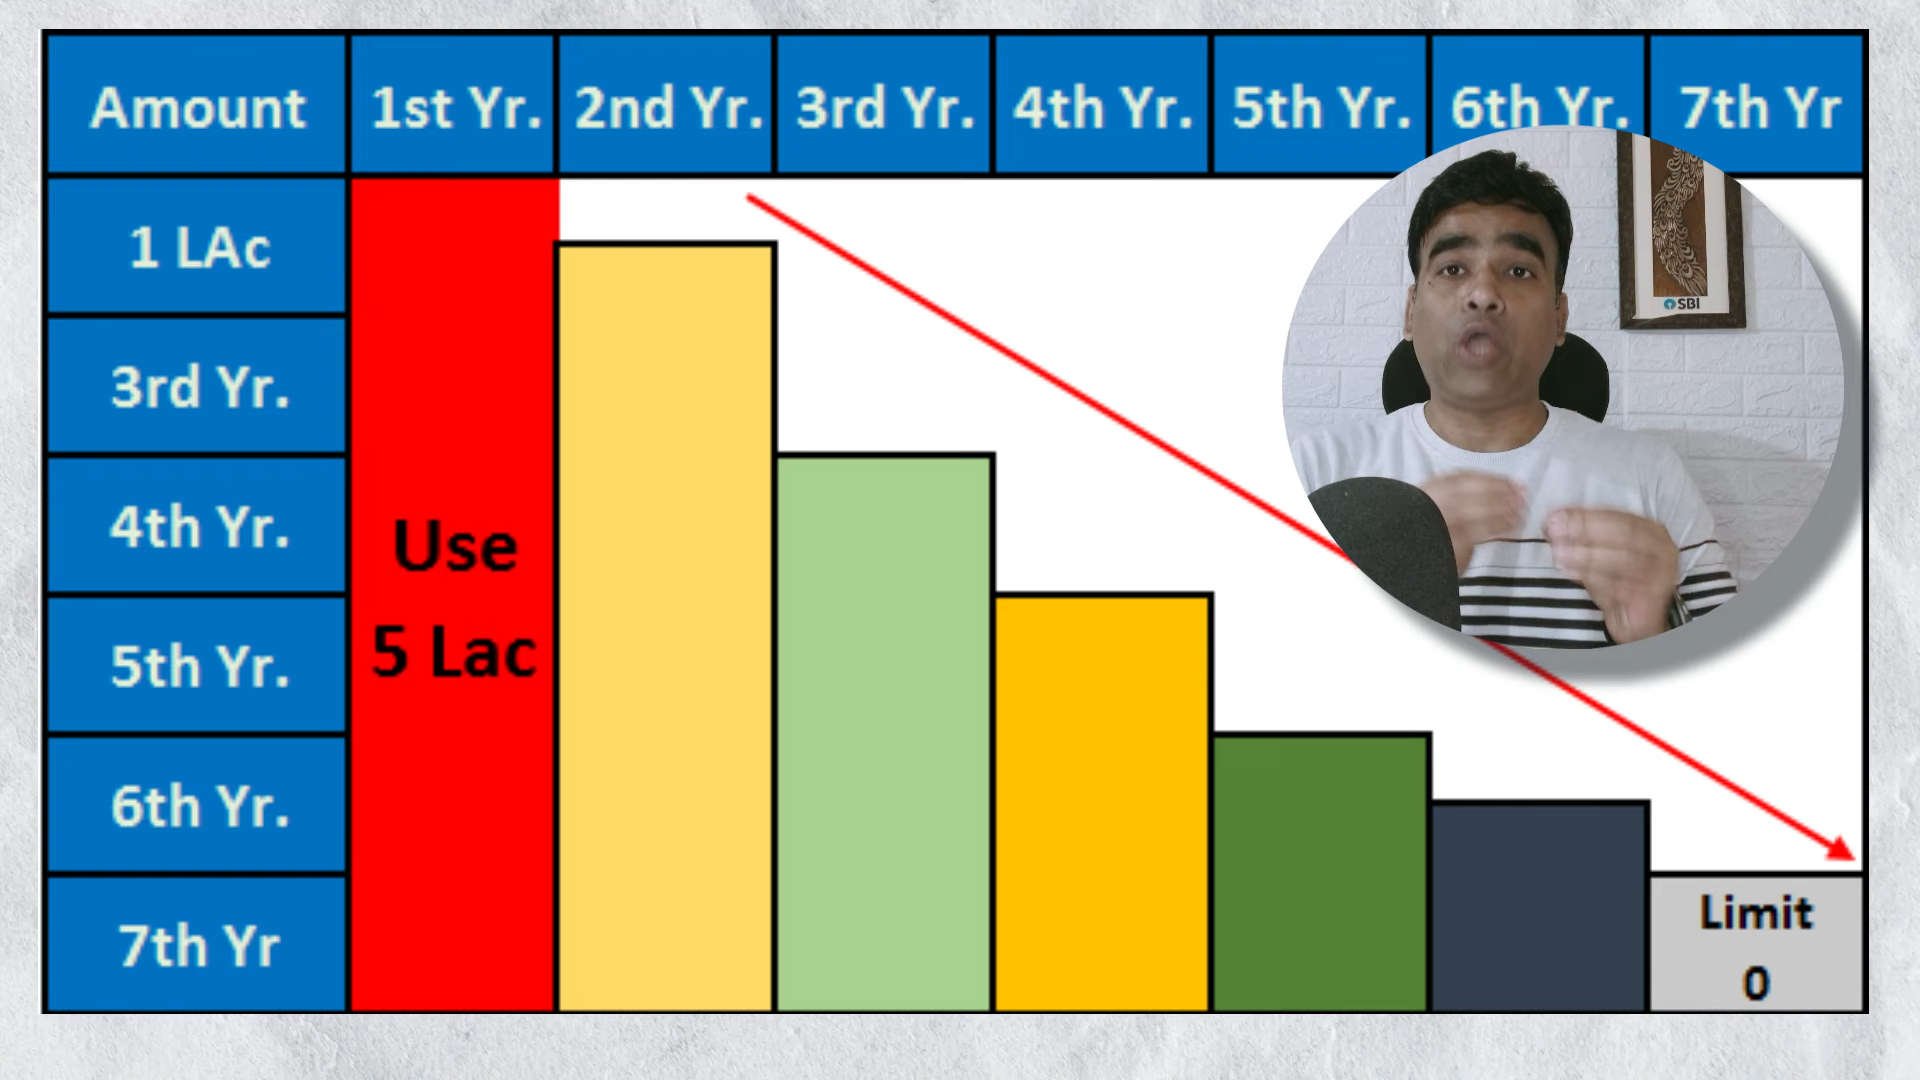 Amount 1st Yr. 2nd Yr. 3rd Yr. 4th Yr. 5th Yr. 6th Yr. 7th Yr
1 LAc
3rd Yr.
4th Yr.
5th Yr.
6th Yr.
7th Yr
Use
5 Lac
SBI
Limit
0